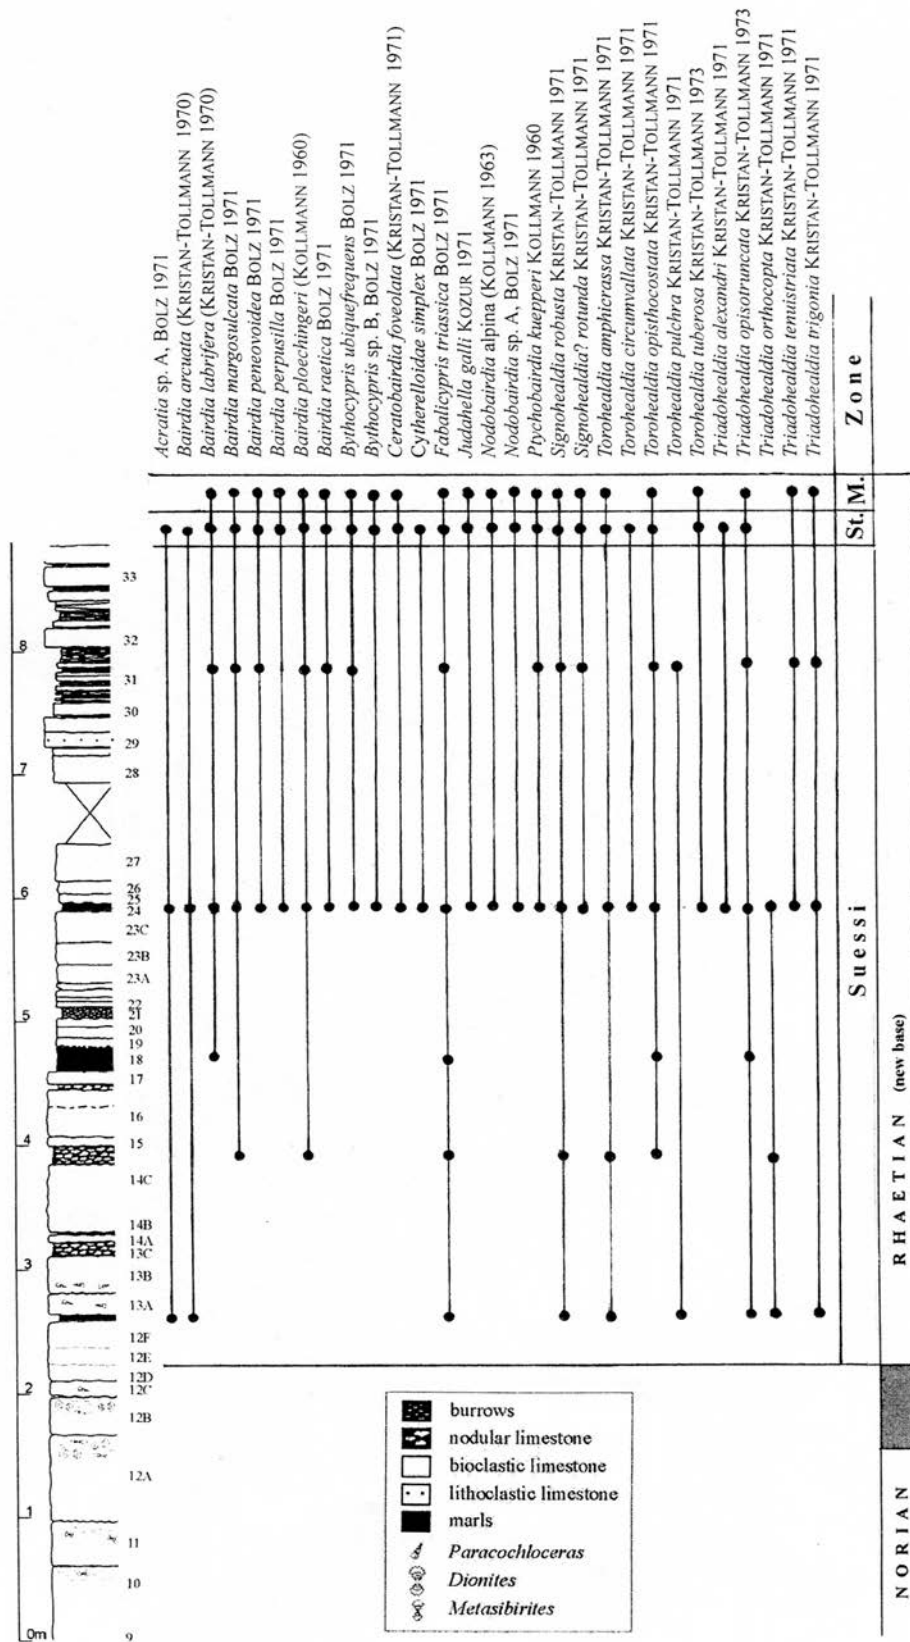 Acratia sp. A, BOLZ 1971
Bairdia arcuata (KRISTAN-TOLLMANN 1970)
Bairdia labrifera (KRISTAN-TOLLMANN 1970)
Bairdia margosulcata BOLZ 1971
Bairdia peneovoidea BOLZ 1971
Bairdia perpusilla BOLZ 1971
Bairdia ploechingeri (KOLLMANN 1960)
Bairdia raetica BOLZ 1971
Bythocypris ubiquefrequens BOLZ 1971
Bythocypris sp. B, BOLZ 1971
Ceratobairdia foveolata (KRISTAN-TOLLMANN 1971)
Cytherelloidae simplex BOLZ 1971
Fabalicypris triassica BOLZ 1971
Judahella galli KOZUR 1971
Nodobairdia alpina (KOLLMANN 1963)
Nodobairdia sp. A, BOLZ 1971
Ptychobairdia kuepperi KOLLMANN 1960
Signohealdia robusta KRISTAN-TOLLMANN 1971
Signohealdia? rotunda KRISTAN-TOLLMANN 1971
Torohealdia amphicrassa KRISTAN-TOLLMANN 1971
Torohealdia circumvallata KRISTAN-TOLLMANN 1971
Torohealdia opisthocostata KRISTAN-TOLLMANN 1971
Torohealdia pulchra KRISTAN-TOLLMANN 1971
Torohealdia tuberosa KRISTAN-TOLLMANN 1973
Triadohealdia alexandri KRISTAN-TOLLMANN 1971
Triadohealdia opisotruncata KRISTAN-TOLLMANN 1973
Triadohealdia orthocopta KRISTAN-TOLLMANN 1971
Triadohealdia tenuistriata KRISTAN-TOLLMANN 1971
Triadohealdia trigonia KRISTAN-TOLLMANN 1971
Zone
M.
St.
Suessi
RHAETIAN (new base)
NORIAN
8
7
6
5
4
3
2
1
0m
33
32
31
30
29
28
27
26
25
24
23C
23B
23A
22
21
20
19
18
17
16
15
14C
14B
14A
13C
13B
13A
12F
12E
12D
12C
12B
12A
11
10
9
burrows
nodular limestone
bioclastic limestone
lithoclastic limestone
marls
Paracochloceras
Dionites
Metasibirites